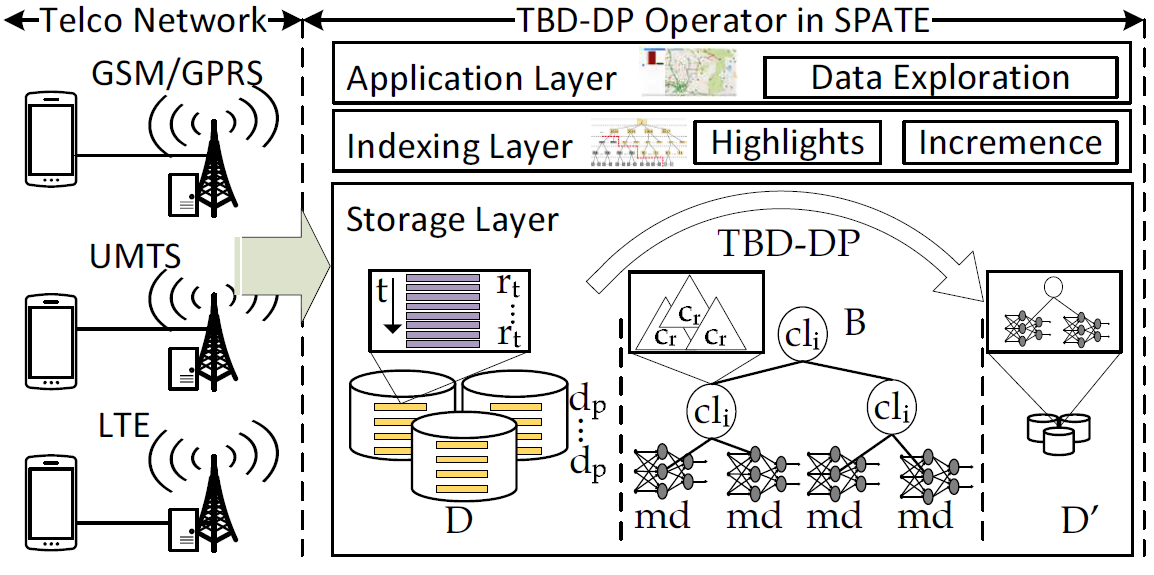 Telco Network
TBD-DP Operator in SPATE
GSM/GPRS
UMTS
LTE
Application Layer
Data Exploration
Indexing Layer
Highlights
Incremence
Storage Layer
TBD-DP
t
rt
rt
dp
dp
D
cr
cr
cr
cli
B
cli
cli
md
md
md
md
D′